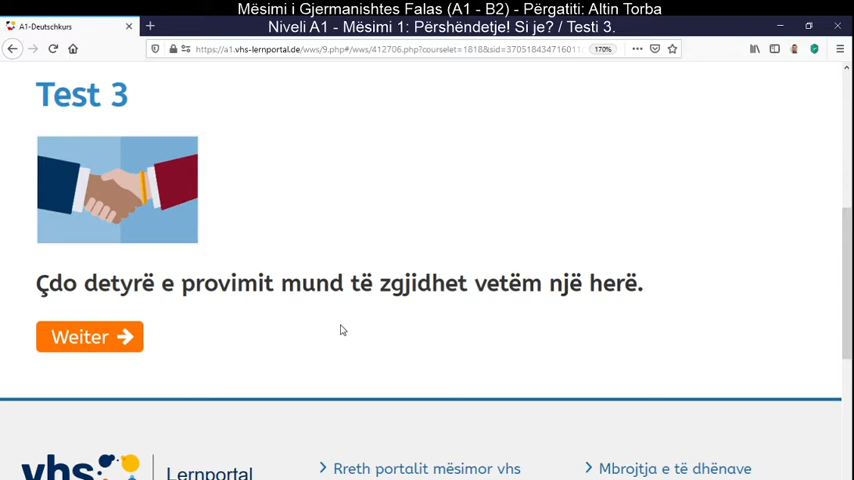 Mësimi i Gjermanishtes Falas (A1 - B2) - Përgatiti: Altin Torba
Niveli A1 - Mësimi 1: Përshëndetje! Si je? / Testi 3.
A1-Deutschkurs
https://a1.vhs-lernportal.de/wws/9.php#/wws/412706.php?courselet=1818&sid=370518434716011
170%
Test 3
Çdo detyrë e provimit mund të zgjidhet vetëm një herë.
Weiter
vhs
Lernportal
Rreth portalit mësimor vhs
Mbrojtja e të dhënave